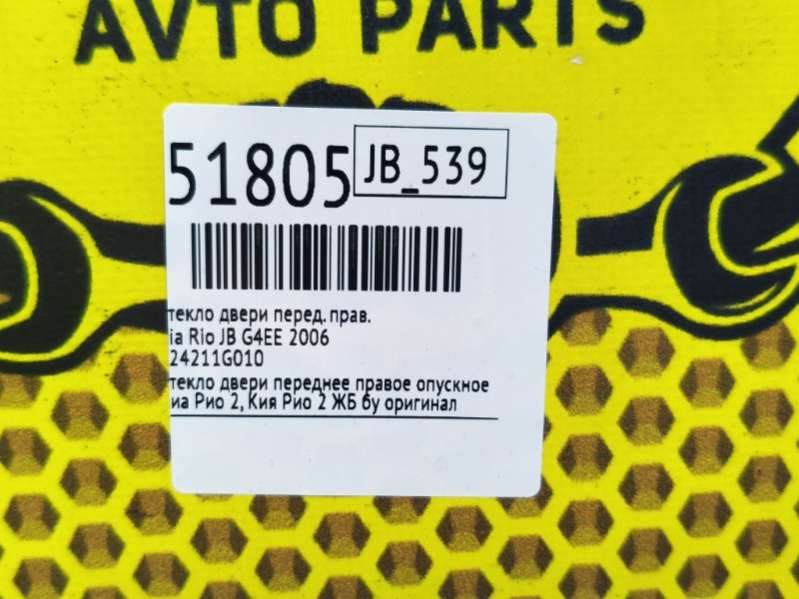 AVTO PARTS
51805 JB_539
текло двери перед. прав.
ia Rio JB G4EE 2006
24211G010
текло двери переднее правое опускное
иа Рио 2, Кия Рио 2 ЖБ бу оригинал